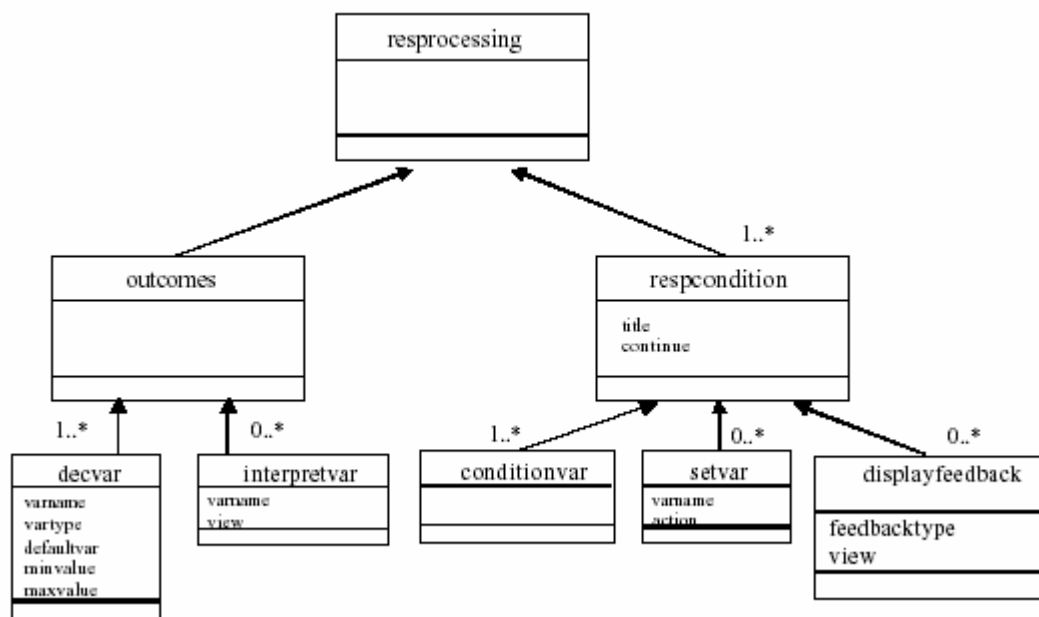 resprocessing
1..*
outcomes
respcondition
title
continue
1..*
0..*
1..*
0..*
0..*
decvar
varname
vartype
defaultvar
minvalue
maxvalue
interpretvar
varname
view
conditionvar
setvar
varname
action
displayfeedback
feedbacktype
view